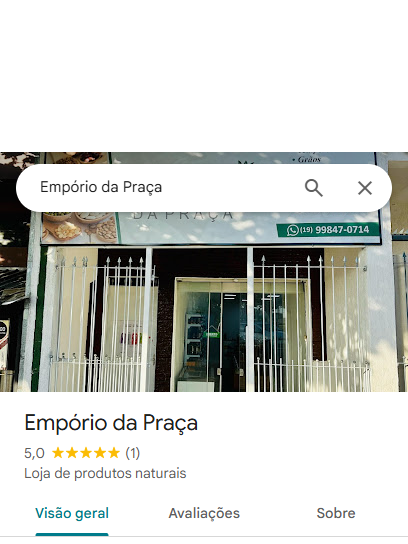 • Grãos
Empório da Praça
DA PRAÇA
(19) 99847-0714
Empório da Praça
5,0 (1)
Loja de produtos naturais
Visão geral Avaliações Sobre